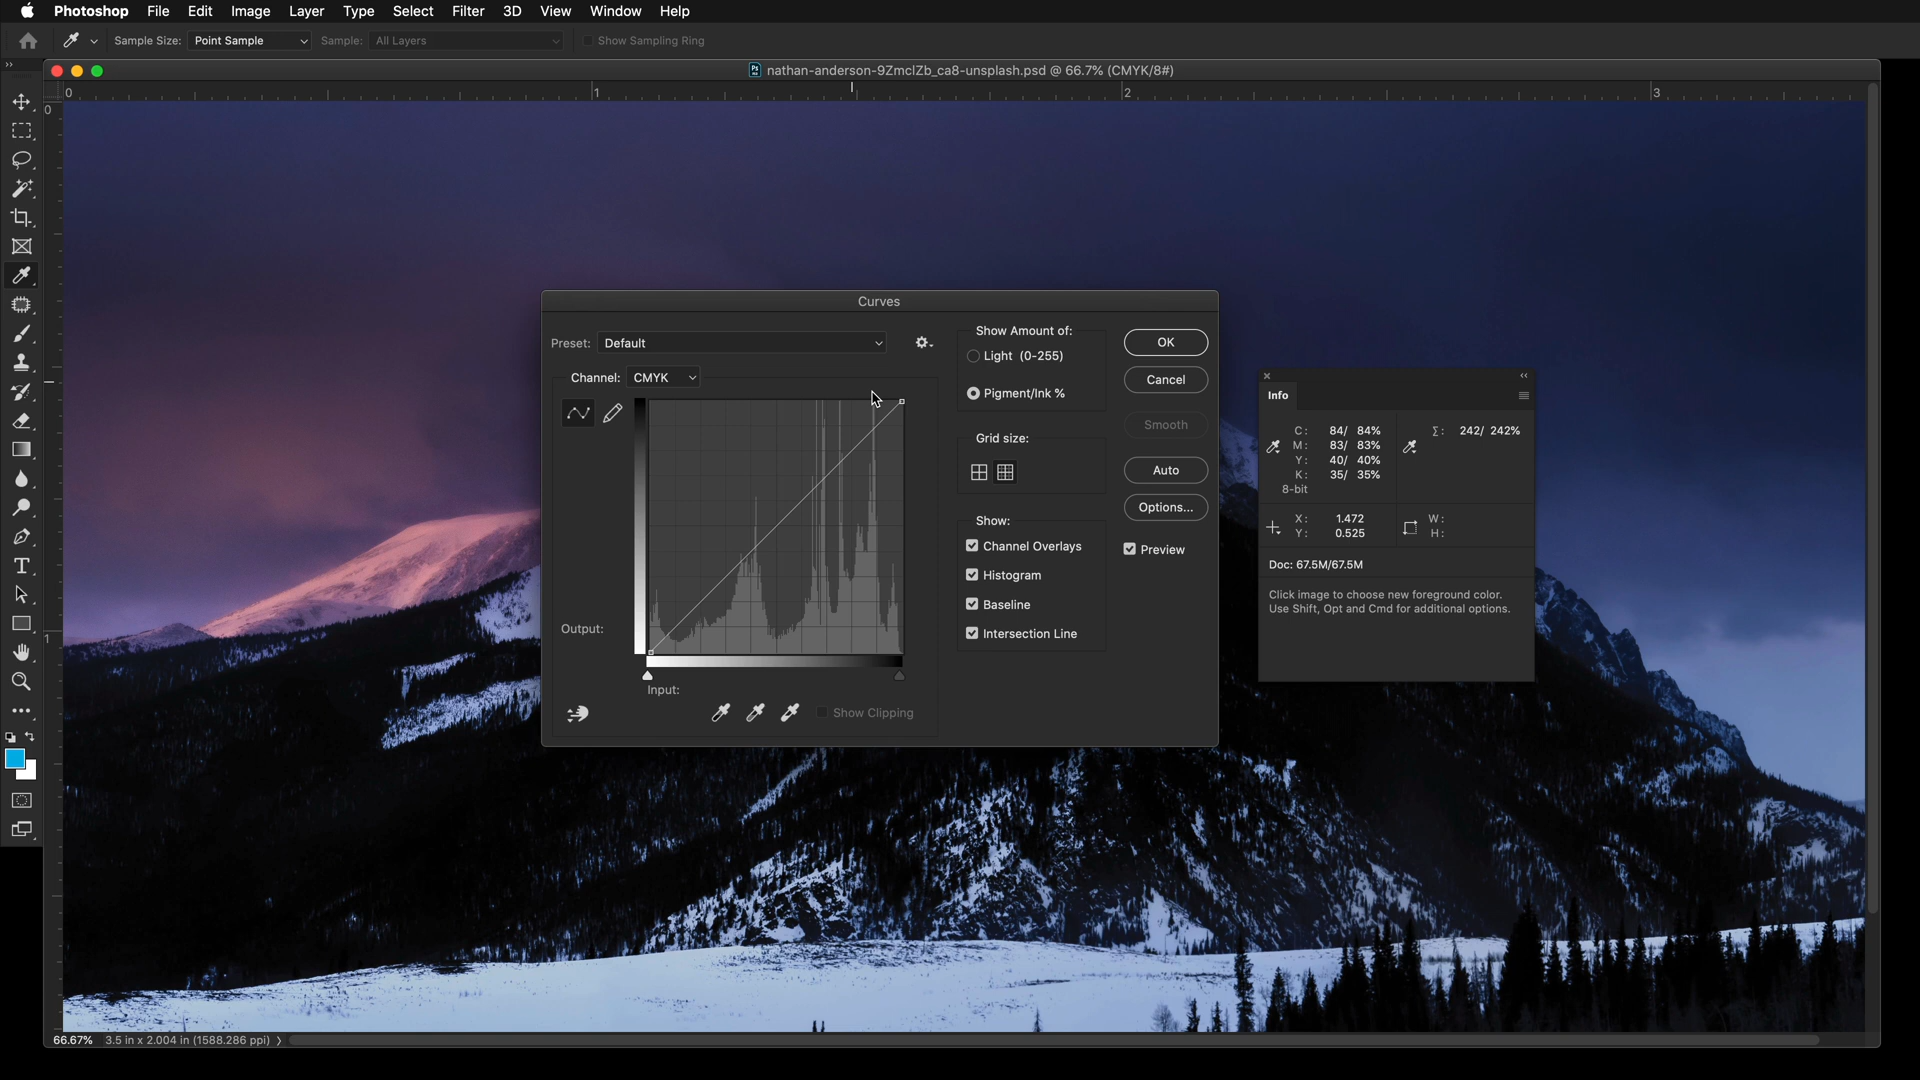 Photoshop File Edit Image Layer Type Select Filter 3D View Window Help
Sample Size: Point Sample Sample: All Layers Show Sampling Ring
nathan-anderson-9ZmclZb_ca8-unsplash.psd @ 66.7% (CMYK/8#)
0 1 2 3
0
1
Curves
Preset: Default
Channel: CMYK
Output:
Input:
Show Clipping
Show Amount of:
Light (0-255)
Pigment/Ink %
Grid size:
Show:
Channel Overlays
Histogram
Baseline
Intersection Line
OK
Cancel
Smooth
Auto
Options...
Preview
Info
C: 84/ 84%
M: 83/ 83%
Y: 40/ 40%
K: 35/ 35%
8-bit
Σ: 242/ 242%
X: 1.472
Y: 0.525
W:
H:
Doc: 67.5M/67.5M
Click image to choose new foreground color.
Use Shift, Opt and Cmd for additional options.
66.67% 3.5 in x 2.004 in (1588.286 ppi)